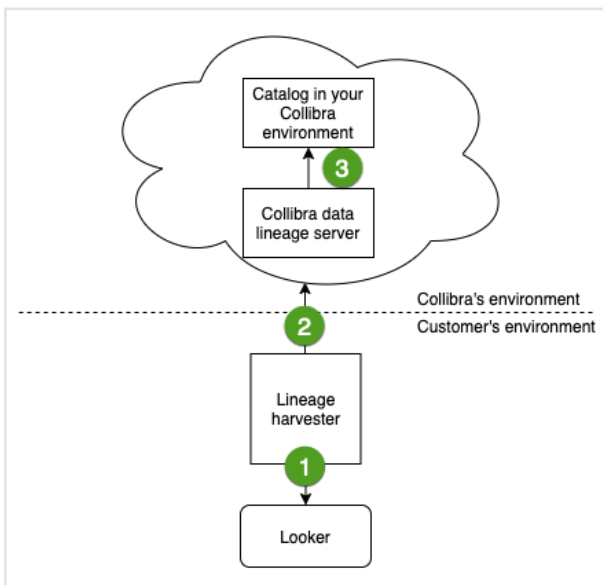 Catalog in your
Collibra
environment
3
Collibra data
lineage server
Collibra's environment
2
Customer's environment
Lineage
harvester
1
Looker